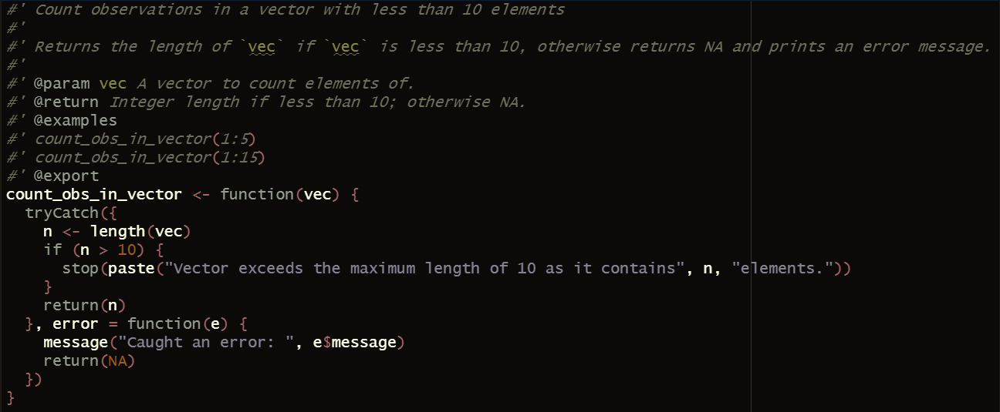 #' Count observations in a vector with less than 10 elements
#'
#' Returns the length of `vec` if `vec` is less than 10, otherwise returns NA and prints an error message.
#'
#' @param vec A vector to count elements of.
#' @return Integer length if less than 10; otherwise NA.
#' @examples
#' count_obs_in_vector(1:5)
#' count_obs_in_vector(1:15)
#' @export
count_obs_in_vector <- function(vec) {
  tryCatch({
    n <- length(vec)
    if (n > 10) {
      stop(paste("Vector exceeds the maximum length of 10 as it contains", n, "elements."))
    }
    return(n)
  }, error = function(e) {
    message("Caught an error: ", e$message)
    return(NA)
  })
}